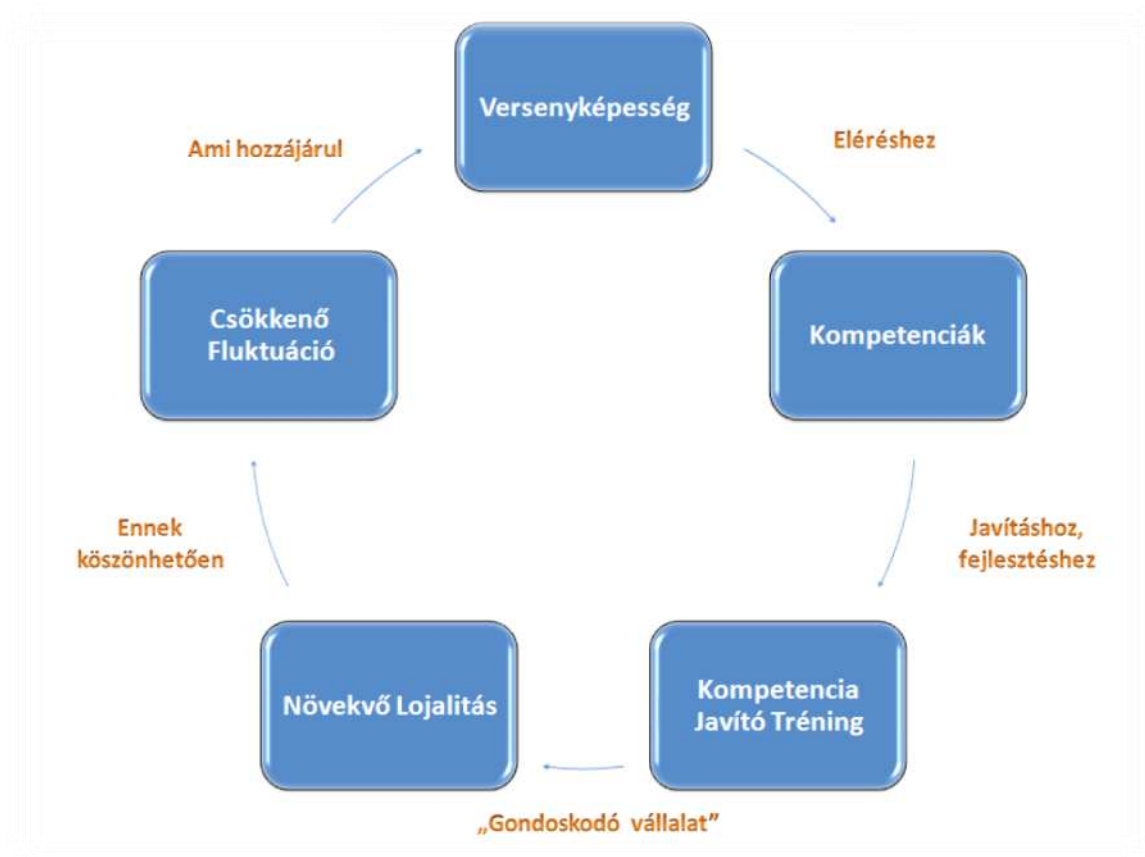 Versenyképesség
Eléréshez
Kompetenciák
Javításhoz,
fejlesztéshez
Kompetencia
Javító Tréning
„Gondoskodó vállalat”
Növekvő Lojalitás
Ennek
köszönhetően
Csökkenő
Fluktuáció
Ami hozzájárul